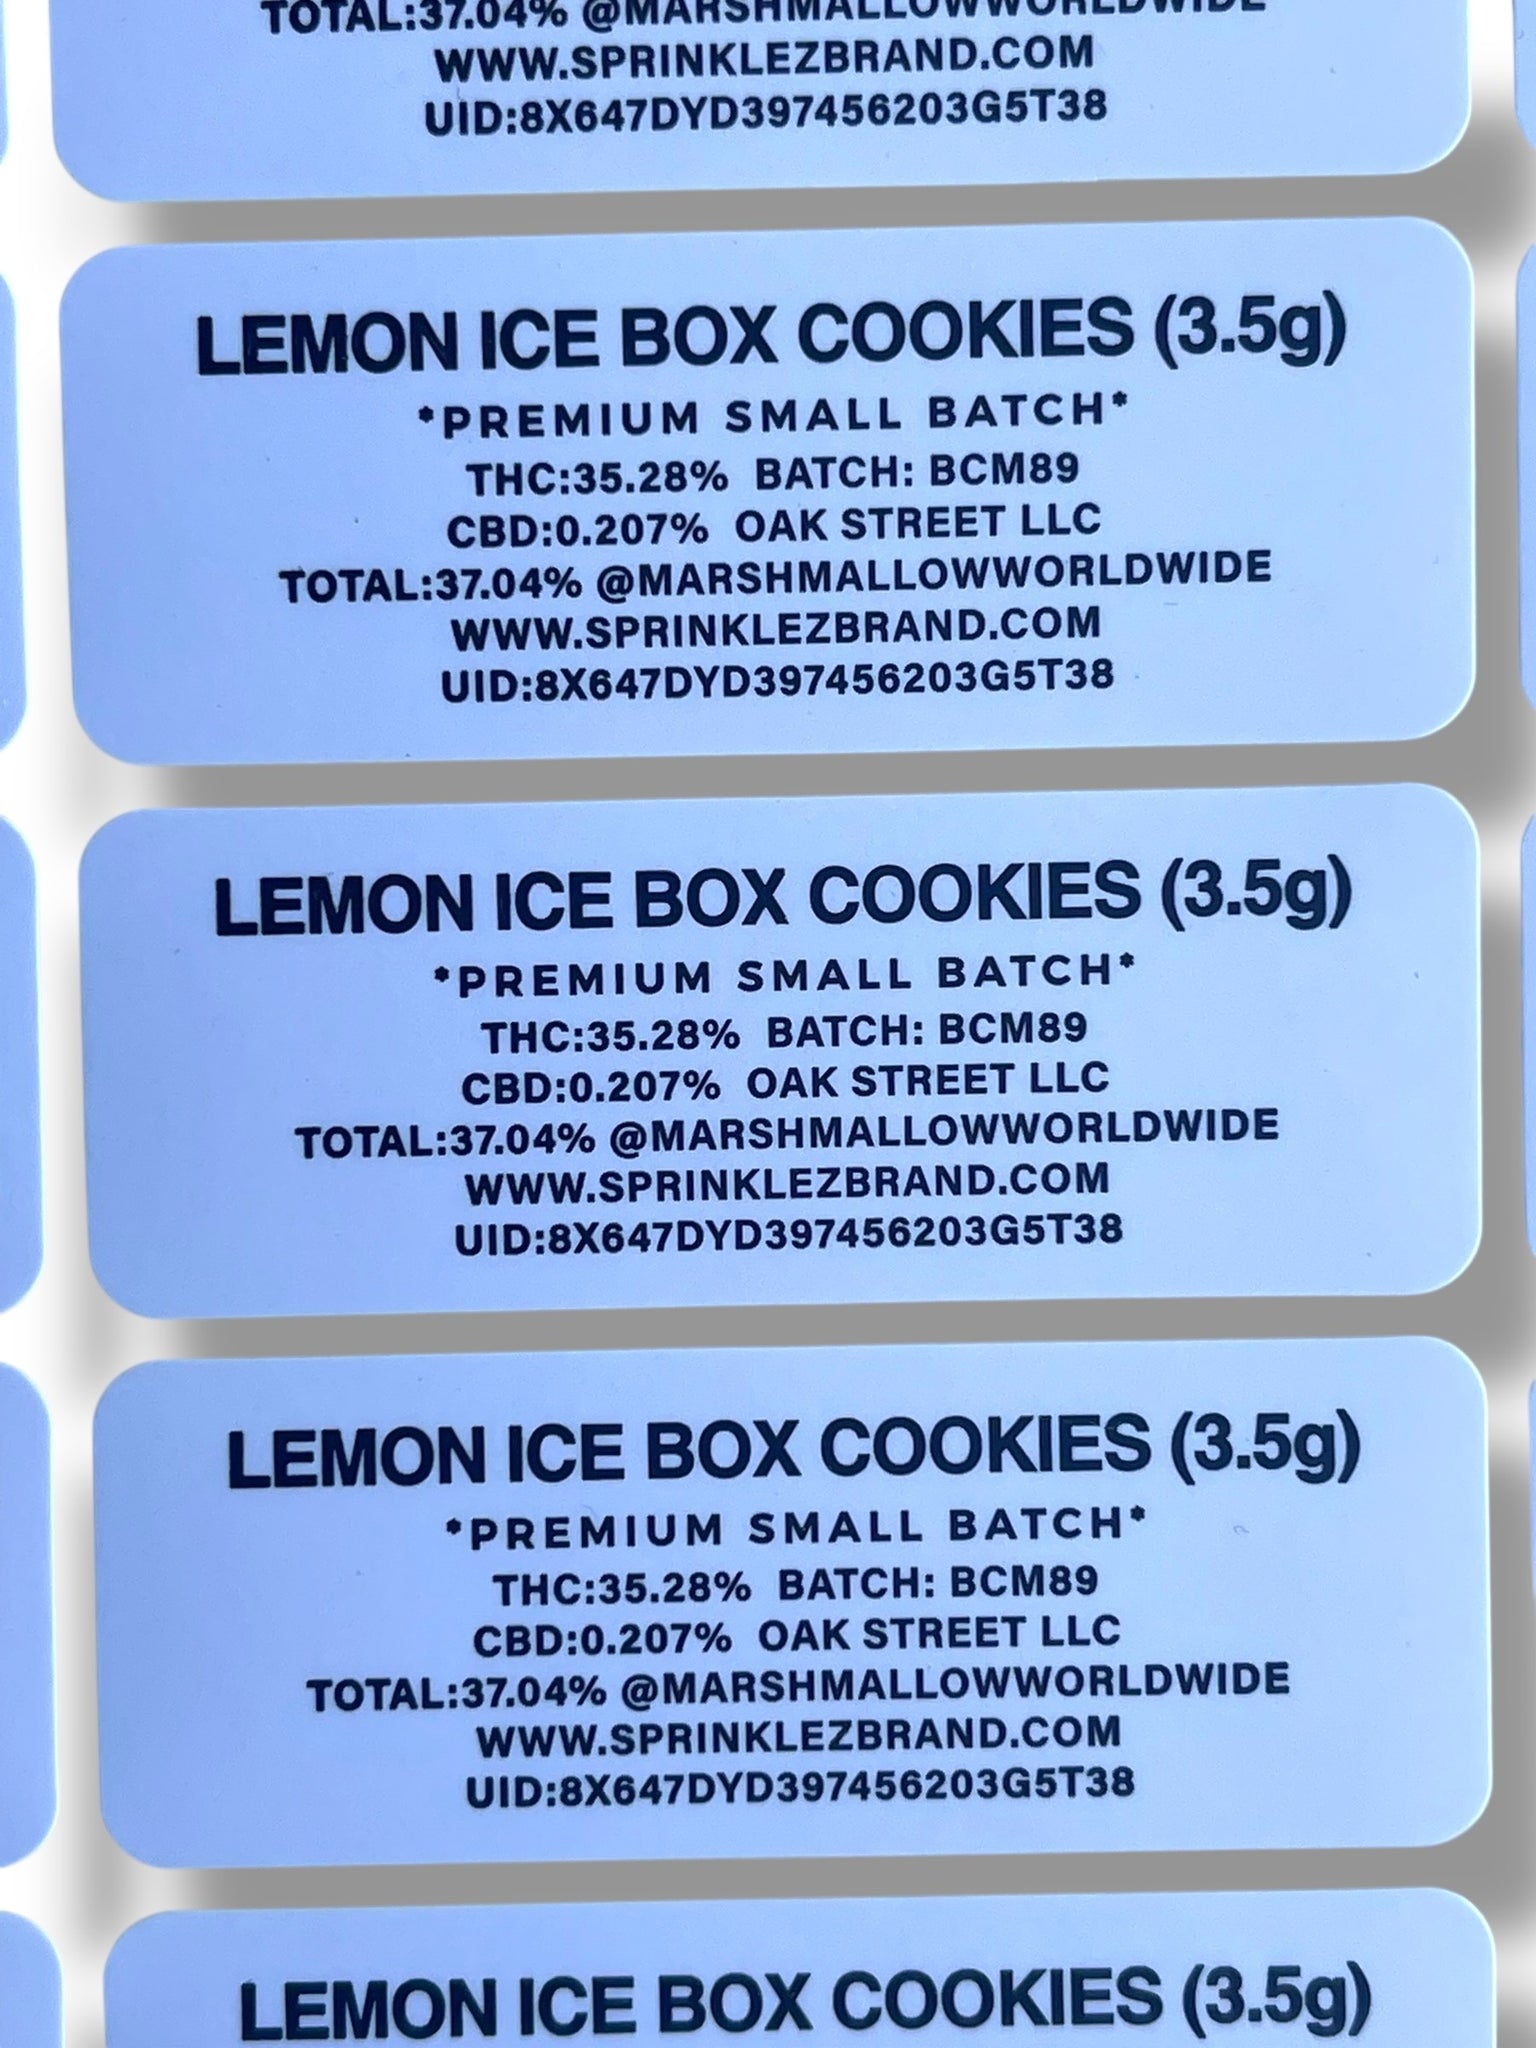 TOTAL:37.04% @MARSHMALLOWWORLDWIDE
WWW.SPRINKLEZBRAND.COM
UID:8X647DYD397456203G5T38
LEMON ICE BOX COOKIES (3.5g)
*PREMIUM SMALL BATCH*
THC:35.28% BATCH: BCM89
CBD:0.207% OAK STREET LLC
TOTAL:37.04% @MARSHMALLOWWORLDWIDE
WWW.SPRINKLEZBRAND.COM
UID:8X647DYD397456203G5T38
LEMON ICE BOX COOKIES (3.5g)
*PREMIUM SMALL BATCH*
THC:35.28% BATCH: BCM89
CBD:0.207% OAK STREET LLC
TOTAL:37.04% @MARSHMALLOWWORLDWIDE
WWW.SPRINKLEZBRAND.COM
UID:8X647DYD397456203G5T38
LEMON ICE BOX COOKIES (3.5g)
*PREMIUM SMALL BATCH*
THC:35.28% BATCH: BCM89
CBD:0.207% OAK STREET LLC
TOTAL:37.04% @MARSHMALLOWWORLDWIDE
WWW.SPRINKLEZBRAND.COM
UID:8X647DYD397456203G5T38
LEMON ICE BOX COOKIES (3.5g)